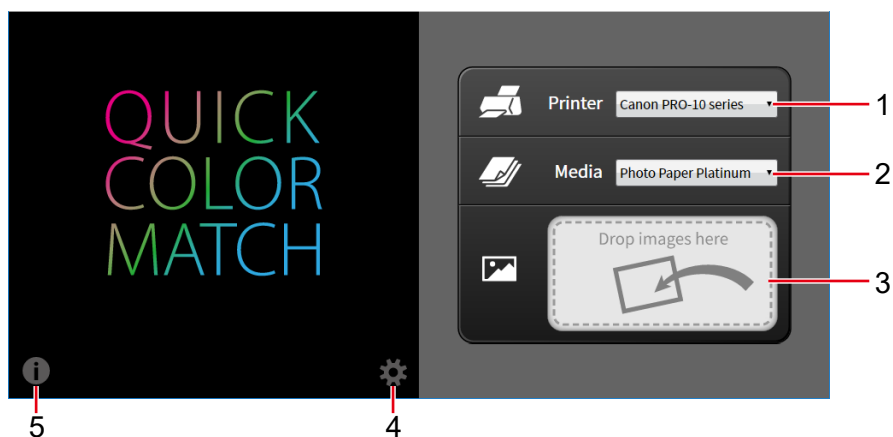 QUICK
COLOR
MATCH
Printer Canon PRO-10 series
Media Photo Paper Platinum
Drop images here
1
2
3
4
5